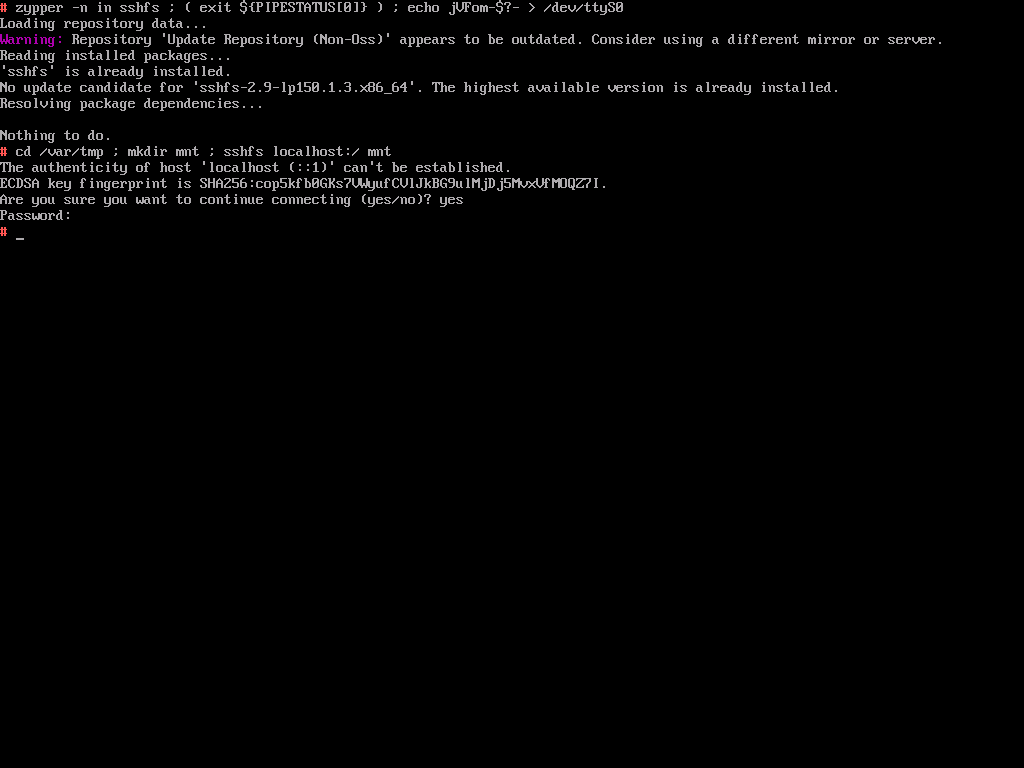 # zypper -n in sshfs ; ( exit ${PIPESTATUS[0]} ) ; echo jVFom-$?- > /dev/ttyS0
Loading repository data...
Warning: Repository 'Update Repository (Non-Oss)' appears to be outdated. Consider using a different mirror or server.
Reading installed packages...
'sshfs' is already installed.
No update candidate for 'sshfs-2.9-lp150.1.3.x86_64'. The highest available version is already installed.
Resolving package dependencies...

Nothing to do.
# cd /var/tmp ; mkdir mnt ; sshfs localhost:/ mnt
The authenticity of host 'localhost (::1)' can't be established.
ECDSA key fingerprint is SHA256:cop5kfb0GKs7VWyufCVlJkBG9ulMjDj5MvxVfMOQZ7I.
Are you sure you want to continue connecting (yes/no)? yes
Password:
# _